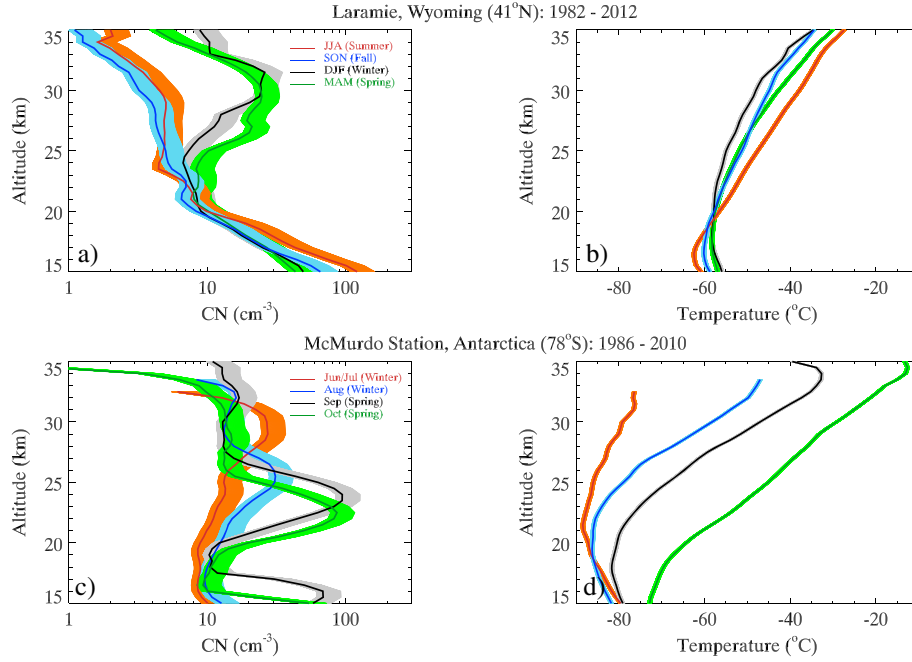 Laramie, Wyoming (41°N): 1982 - 2012
35
30
25
20
15
Altitude (km)
JJA (Summer)
SON (Fall)
DJF (Winter)
MAM (Spring)
a)
1
10
100
CN (cm⁻³)
35
30
25
20
15
Altitude (km)
b)
-80
-60
-40
-20
Temperature (°C)
McMurdo Station, Antarctica (78°S): 1986 - 2010
35
30
25
20
15
Altitude (km)
Jun/Jul (Winter)
Aug (Winter)
Sep (Spring)
Oct (Spring)
c)
1
10
100
CN (cm⁻³)
35
30
25
20
15
Altitude (km)
d)
-80
-60
-40
-20
Temperature (°C)